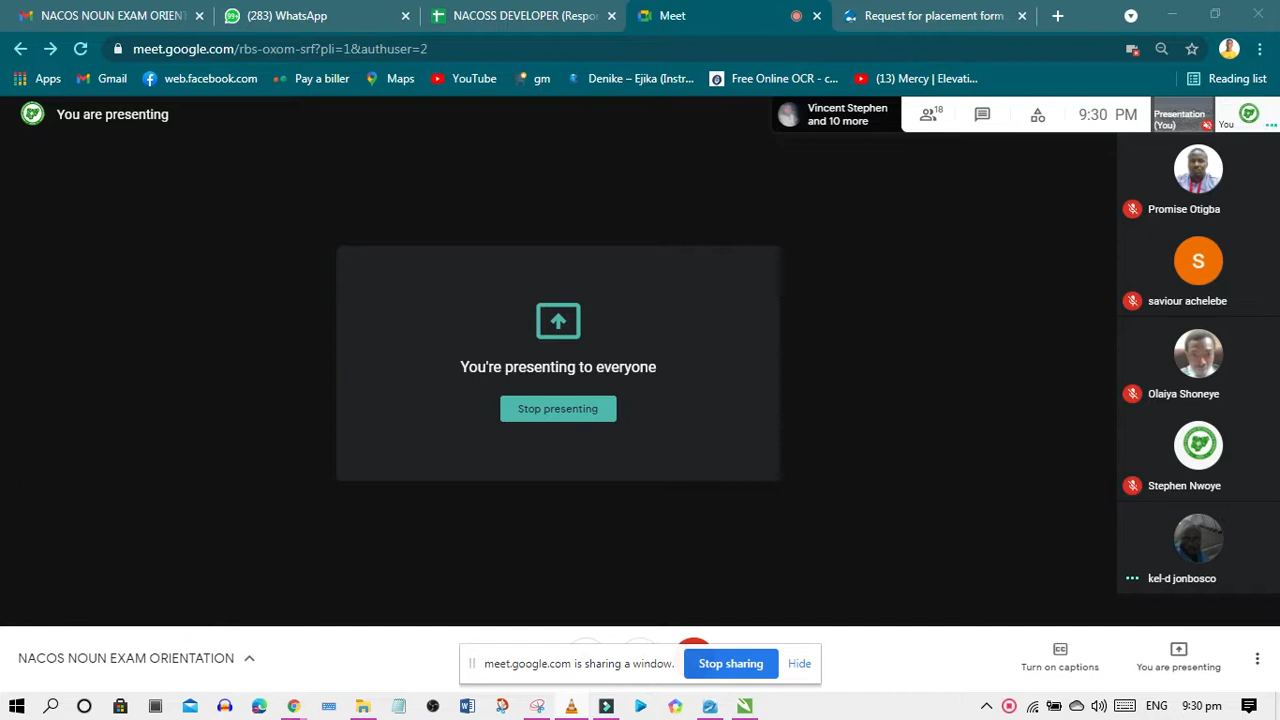 NACOS NOUN EXAM ORIENT
(283) WhatsApp
NACOSS DEVELOPER (Respo
Meet
Request for placement form
meet.google.com/rbs-oxom-srf?pli=1&authuser=2
Apps
Gmail
web.facebook.com
Pay a biller
Maps
YouTube
gm
Denike – Ejika (Instr...
Free Online OCR - c...
(13) Mercy | Elevati...
Reading list
You are presenting
Vincent Stephen
and 10 more
18
9:30 PM
Presentation
(You)
You
Promise Otigba
S
saviour achelebe
You're presenting to everyone
Olaiya Shoneye
Stop presenting
Stephen Nwoye
kel-d jonbosco
NACOS NOUN EXAM ORIENTATION
meet.google.com is sharing a window.
Stop sharing
Hide
Turn on captions
You are presenting
ENG
9:30 pm